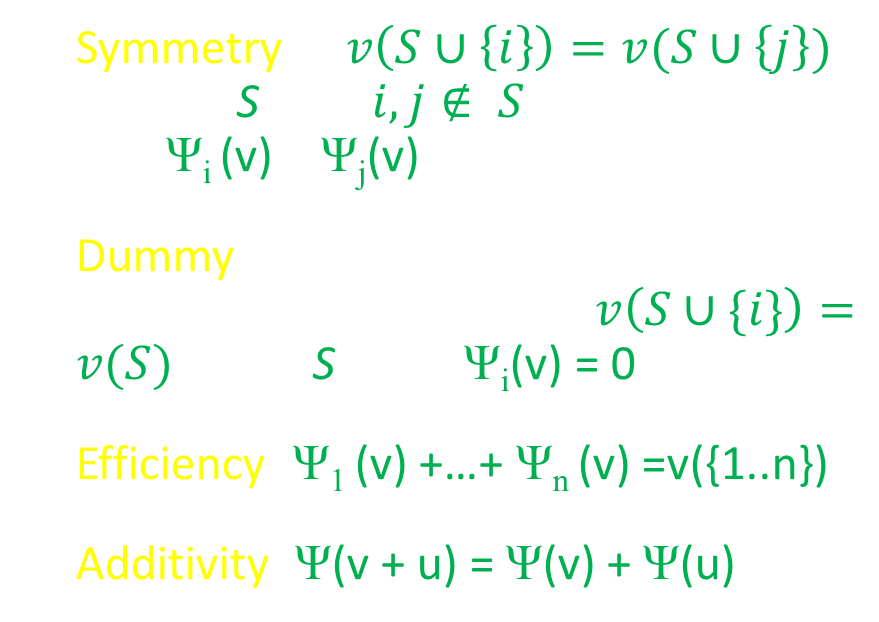 Symmetry v(S ∪ {i}) = v(S ∪ {j})
S i, j ∉ S
Ψi (v) Ψj(v)
Dummy
v(S ∪ {i}) =
v(S) S Ψi(v) = 0
Efficiency Ψ1 (v) +...+ Ψn (v) =v({1..n})
Additivity Ψ(v + u) = Ψ(v) + Ψ(u)